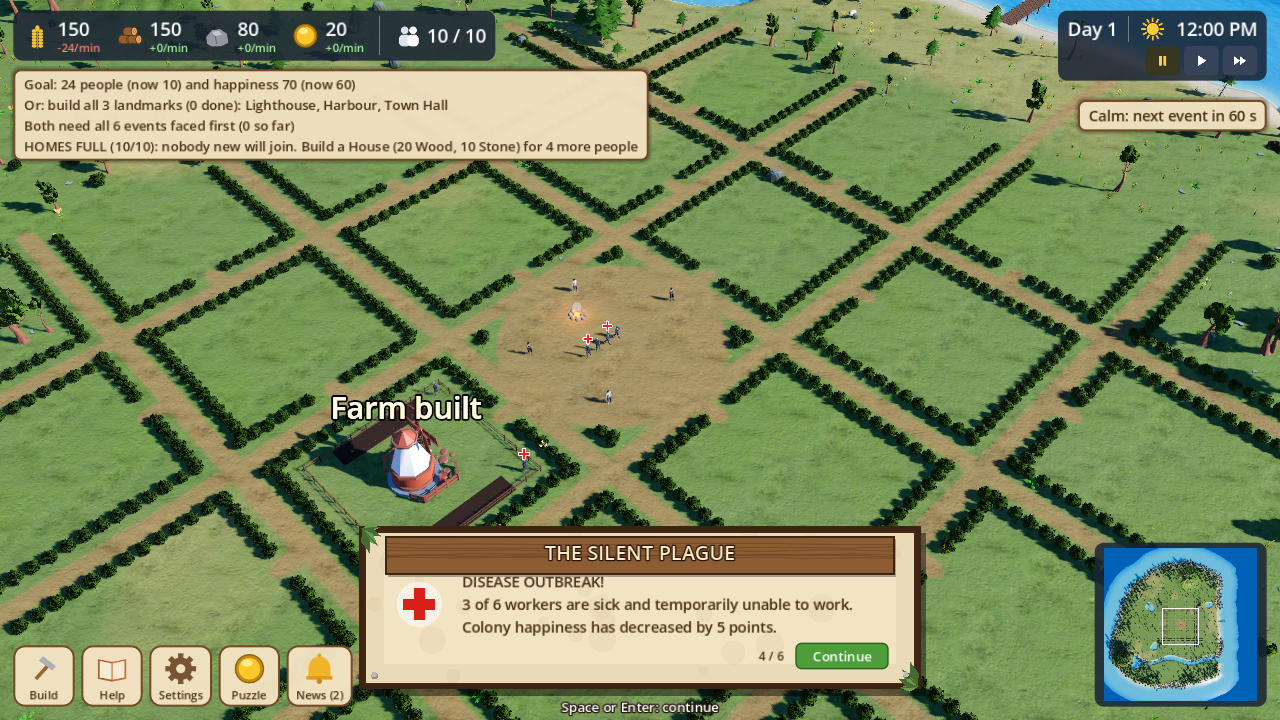 150
-24/min
150
+0/min
80
+0/min
20
+0/min
10 / 10
Day 1
12:00 PM
Goal: 24 people (now 10) and happiness 70 (now 60)
Or: build all 3 landmarks (0 done): Lighthouse, Harbour, Town Hall
Both need all 6 events faced first (0 so far)
HOMES FULL (10/10): nobody new will join. Build a House (20 Wood, 10 Stone) for 4 more people
Calm: next event in 60 s
Farm built
THE SILENT PLAGUE
DISEASE OUTBREAK!
3 of 6 workers are sick and temporarily unable to work.
Colony happiness has decreased by 5 points.
4 / 6
Continue
Build
Help
Settings
Puzzle
News (2)
Space or Enter: continue